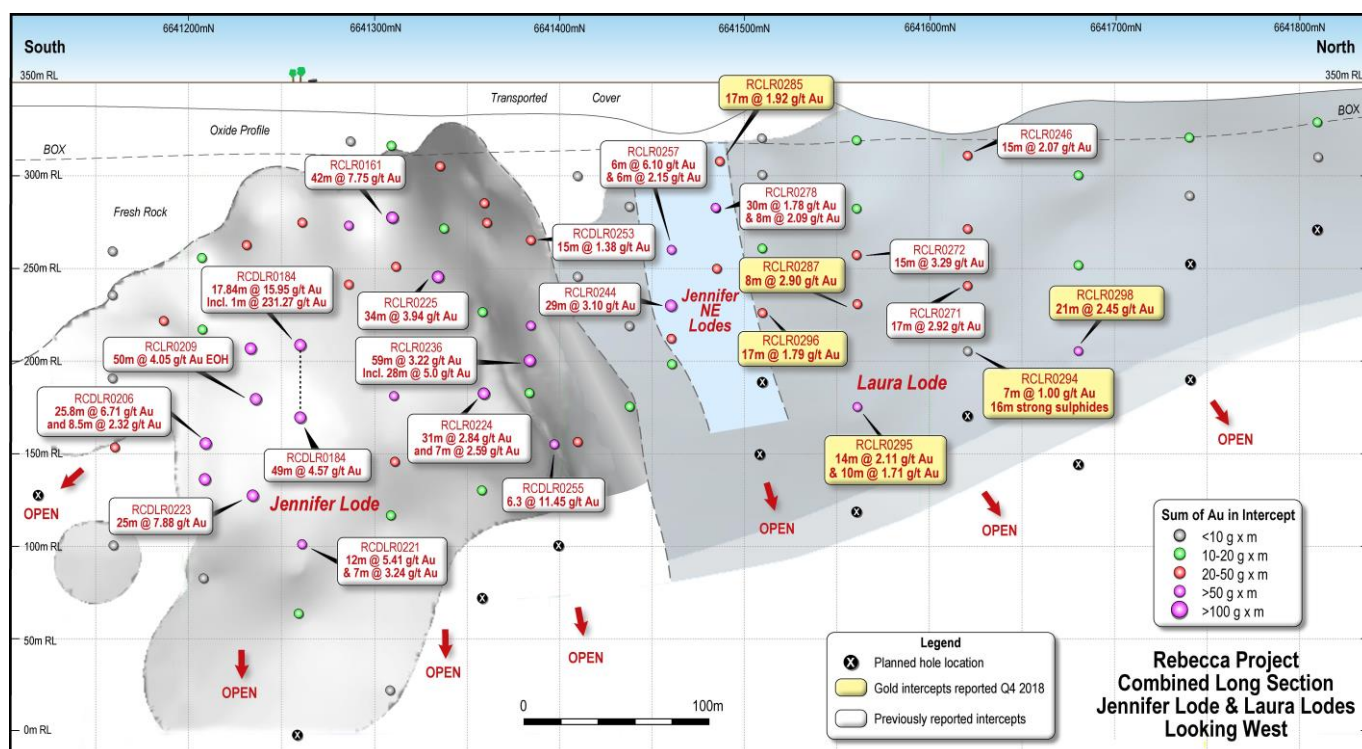 6641200mN
6641300mN
6641400mN
6641500mN
6641600mN
6641700mN
6641800mN
South
North
350m RL
350m RL
Transported Cover
Oxide Profile
BOX
BOX
Fresh Rock
300m RL
250m RL
200m RL
150m RL
100m RL
50m RL
0m RL
RCLR0285
17m @ 1.92 g/t Au
RCLR0257
6m @ 6.10 g/t Au
& 6m @ 2.15 g/t Au
RCLR0246
15m @ 2.07 g/t Au
RCLR0161
42m @ 7.75 g/t Au
RCLR0278
30m @ 1.78 g/t Au
& 8m @ 2.09 g/t Au
RCDLR0253
15m @ 1.38 g/t Au
RCLR0272
15m @ 3.29 g/t Au
RCDLR0184
17.84m @ 15.95 g/t Au
Incl. 1m @ 231.27 g/t Au
RCLR0287
8m @ 2.90 g/t Au
RCLR0225
34m @ 3.94 g/t Au
RCLR0244
29m @ 3.10 g/t Au
Jennifer
NE
Lodes
RCLR0271
17m @ 2.92 g/t Au
RCLR0298
21m @ 2.45 g/t Au
RCLR0209
50m @ 4.05 g/t Au EOH
RCLR0236
59m @ 3.22 g/t Au
Incl. 28m @ 5.0 g/t Au
RCLR0296
17m @ 1.79 g/t Au
Laura Lode
RCLR0294
7m @ 1.00 g/t Au
16m strong sulphides
RCDLR0206
25.8m @ 6.71 g/t Au
and 8.5m @ 2.32 g/t Au
RCLR0224
31m @ 2.84 g/t Au
and 7m @ 2.59 g/t Au
RCLR0295
14m @ 2.11 g/t Au
& 10m @ 1.71 g/t Au
RCDLR0184
49m @ 4.57 g/t Au
RCDLR0255
6.3 @ 11.45 g/t Au
RCDLR0223
25m @ 7.88 g/t Au
Jennifer Lode
RCDLR0221
12m @ 5.41 g/t Au
& 7m @ 3.24 g/t Au
OPEN
OPEN
OPEN
OPEN
OPEN
OPEN
OPEN
Sum of Au in Intercept
<10 g x m
10-20 g x m
20-50 g x m
>50 g x m
>100 g x m
Legend
X Planned hole location
Gold intercepts reported Q4 2018
Previously reported intercepts
0 100m
Rebecca Project
Combined Long Section
Jennifer Lode & Laura Lodes
Looking West